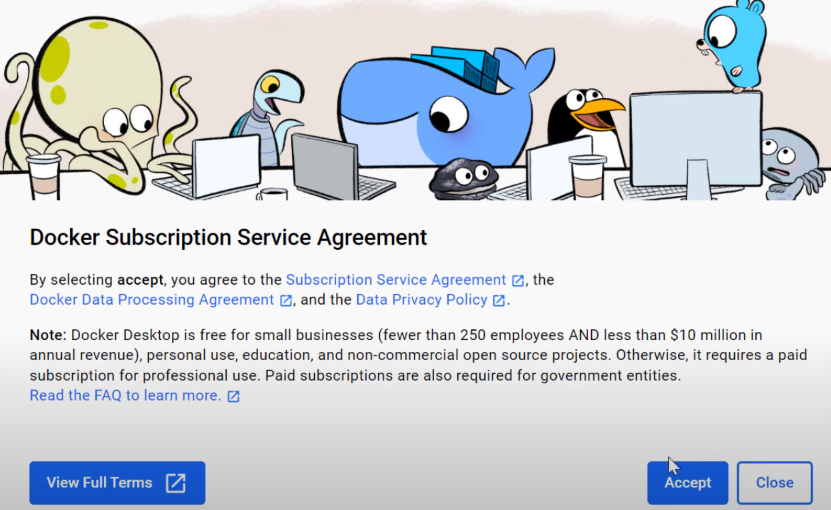 Docker Subscription Service Agreement
By selecting accept, you agree to the Subscription Service Agreement, the
Docker Data Processing Agreement, and the Data Privacy Policy.
Note: Docker Desktop is free for small businesses (fewer than 250 employees AND less than $10 million in
annual revenue), personal use, education, and non-commercial open source projects. Otherwise, it requires a paid
subscription for professional use. Paid subscriptions are also required for government entities.
Read the FAQ to learn more.
View Full Terms
Accept
Close